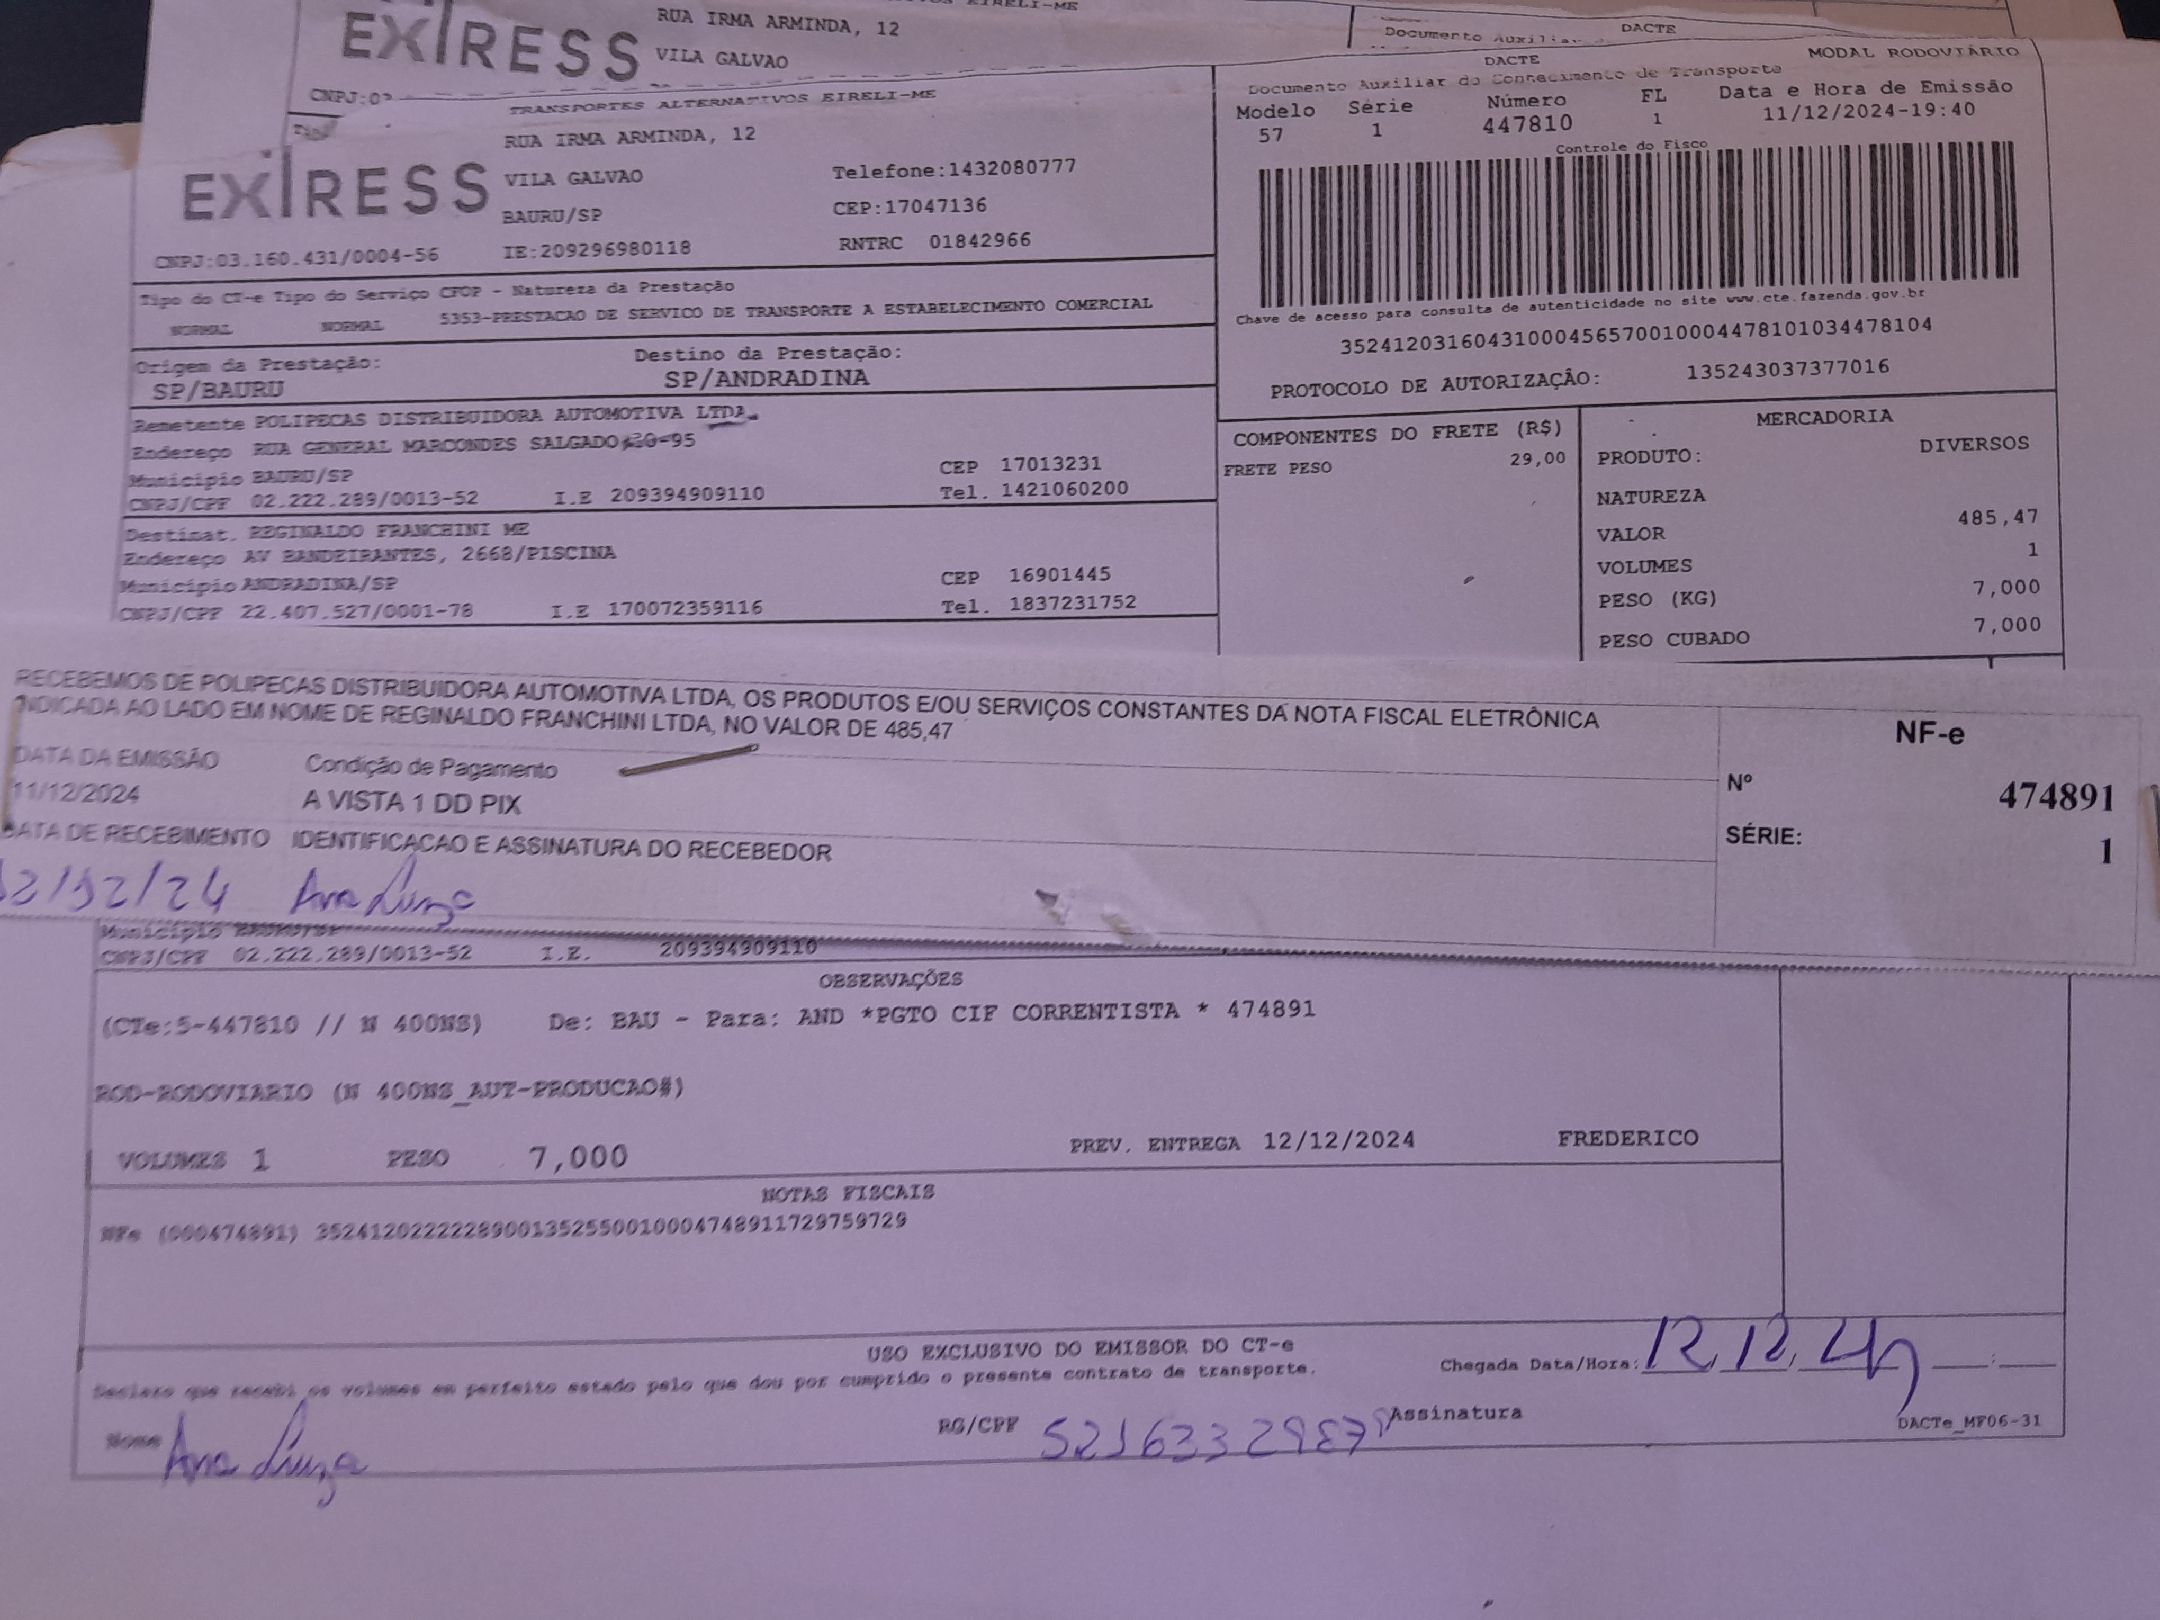 EIRELI-ME
EXTRESS
RUA IRMA ARMINDA, 12
VILA GALVAO
CNPJ:0
DACTE
Documento Auxili
TRANSPORTES ALTERNATIVOS EIRELI-ME
RUA IRMA ARMINDA, 12
EXTRESS
VILA GALVAO
Telefone:1432080777
BAURU/SP
CEP:17047136
CNPJ:03.160.431/0004-56
IE:209296980118
RNTRC 01842966
DACTE
MODAL RODOVIÁRIO
Documento Auxiliar do Conhecimento de Transporte
Modelo Série Número FL Data e Hora de Emissão
57 1 447810 1 11/12/2024-19:40
Controle do Fisco
Chave de acesso para consulta de autenticidade no site www.cte.fazenda.gov.br
35241203160431000456570010004478101034478104
PROTOCOLO DE AUTORIZAÇÃO: 135243037377016
Tipo do CT-e Tipo do Serviço CFOP - Natureza da Prestação
NORMAL NORMAL 5353-PRESTACAO DE SERVICO DE TRANSPORTE A ESTABELECIMENTO COMERCIAL
Origem da Prestação: Destino da Prestação:
SP/BAURU SP/ANDRADINA
Remetente POLIPECAS DISTRIBUIDORA AUTOMOTIVA LTDA.
Endereço RUA GENERAL MARCONDES SALGADO 20-95
Município BAURU/SP CEP 17013231
CNPJ/CPF 02.222.289/0013-52 I.E 209394909110 Tel. 1421060200
Destinat. REGINALDO FRANCHINI ME
Endereço AV BANDEIRANTES, 2668/PISCINA
Município ANDRADINA/SP CEP 16901445
CNPJ/CPF 22.407.527/0001-78 I.E 170072359116 Tel. 1837231752
COMPONENTES DO FRETE (R$)
FRETE PESO 29,00
MERCADORIA
PRODUTO: DIVERSOS
NATUREZA
VALOR 485,47
VOLUMES 1
PESO (KG) 7,000
PESO CUBADO 7,000
RECEBEMOS DE POLIPECAS DISTRIBUIDORA AUTOMOTIVA LTDA, OS PRODUTOS E/OU SERVIÇOS CONSTANTES DA NOTA FISCAL ELETRÔNICA
INDICADA AO LADO EM NOME DE REGINALDO FRANCHINI LTDA, NO VALOR DE 485,47
DATA DA EMISSÃO Condição de Pagamento
11/12/2024 A VISTA 1 DD PIX
DATA DE RECEBIMENTO IDENTIFICACAO E ASSINATURA DO RECEBEDOR
12/12/24 Ana Luiza
NF-e
Nº 474891
SÉRIE: 1
Município BAURU/SP
CNPJ/CPF 02.222.289/0013-52 I.E. 209394909110
OBSERVAÇÕES
(CTe:5-447810 // N 400NS) De: BAU - Para: AND *PGTO CIF CORRENTISTA * 474891
ROD-RODOVIARIO (N 400NS_AUT-PRODUCAO#)
VOLUMES 1 PESO 7,000 PREV. ENTREGA 12/12/2024 FREDERICO
NOTAS FISCAIS
NFe (000474891) 35241202222289001352550010004748911729759729
USO EXCLUSIVO DO EMISSOR DO CT-e
Declaro que recebi os volumes em perfeito estado pelo que dou por cumprido o presente contrato de transporte.
Chegada Data/Hora: 12, 12, 24 :
Nome Ana Luiza RG/CPF Assinatura
DACTe_MF06-31